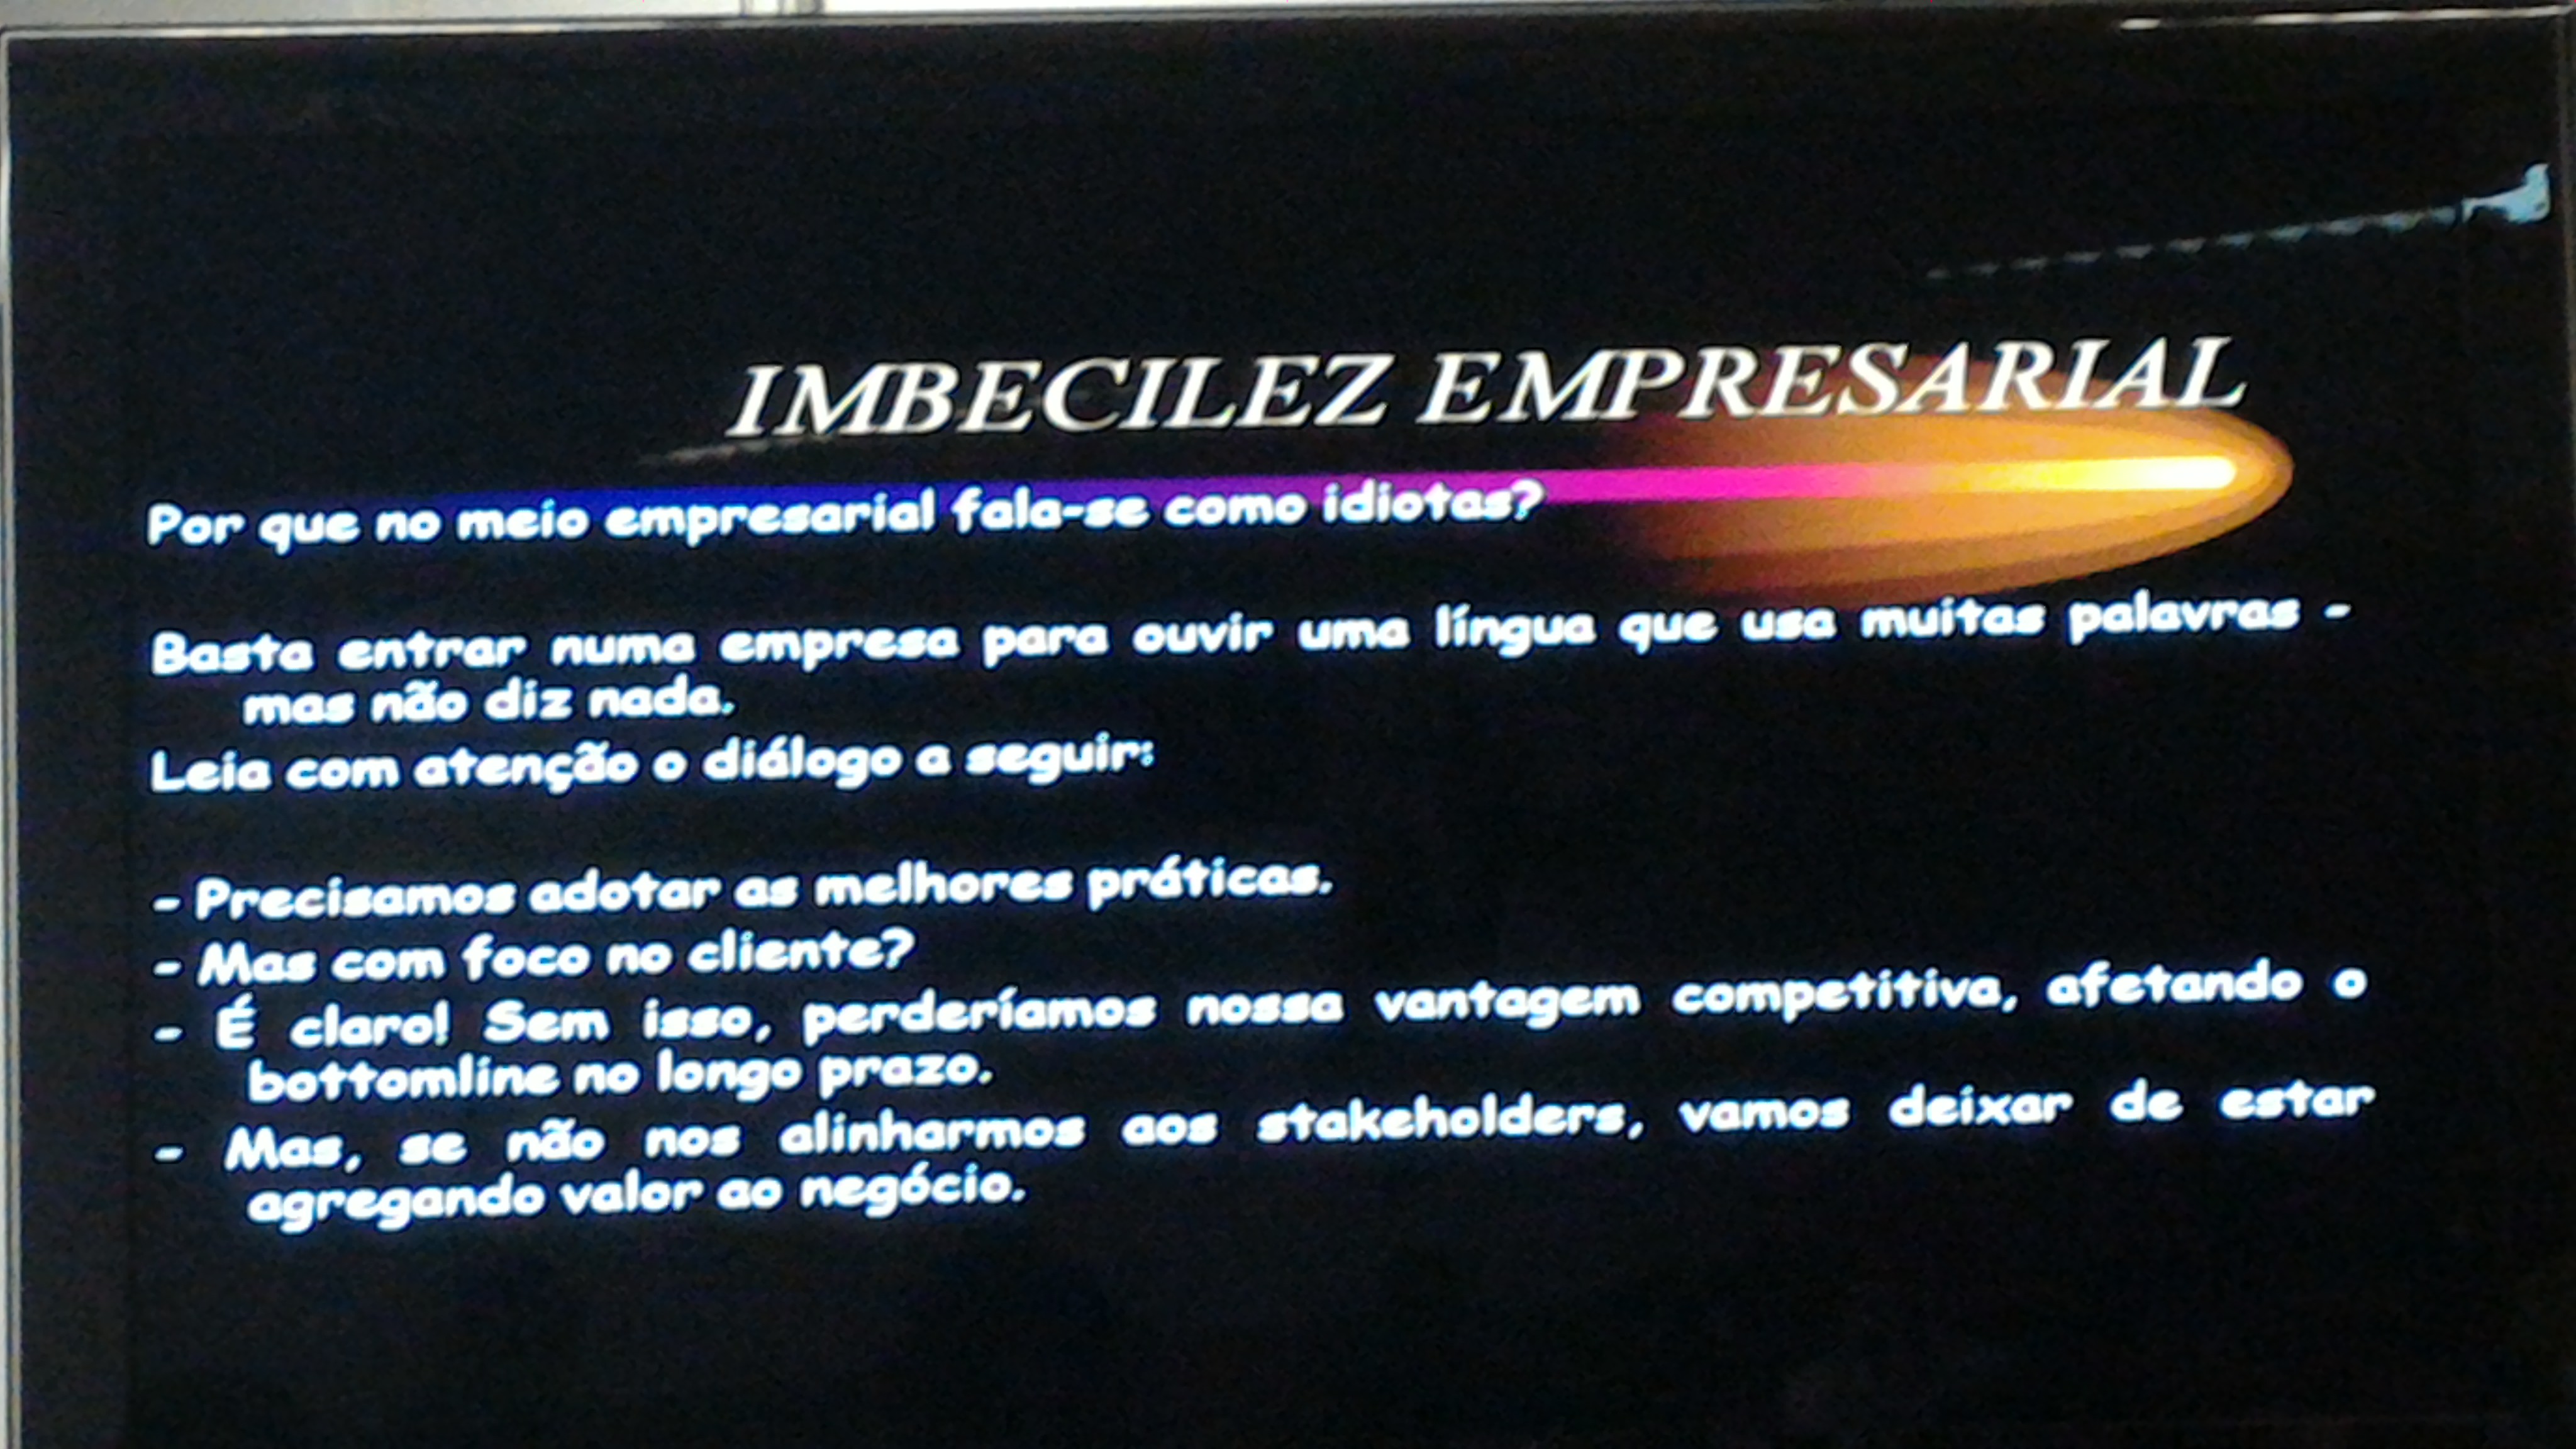 IMBECILEZ EMPRESARIAL
Por que no meio empresarial fala-se como idiotas?
Basta entrar numa empresa para ouvir uma língua que usa muitas palavras -
mas não diz nada.
Leia com atenção o diálogo a seguir:
- Precisamos adotar as melhores práticas.
- Mas com foco no cliente?
- É claro! Sem isso, perderíamos nossa vantagem competitiva, afetando o
bottomline no longo prazo.
- Mas, se não nos alinharmos aos stakeholders, vamos deixar de estar
agregando valor ao negócio.